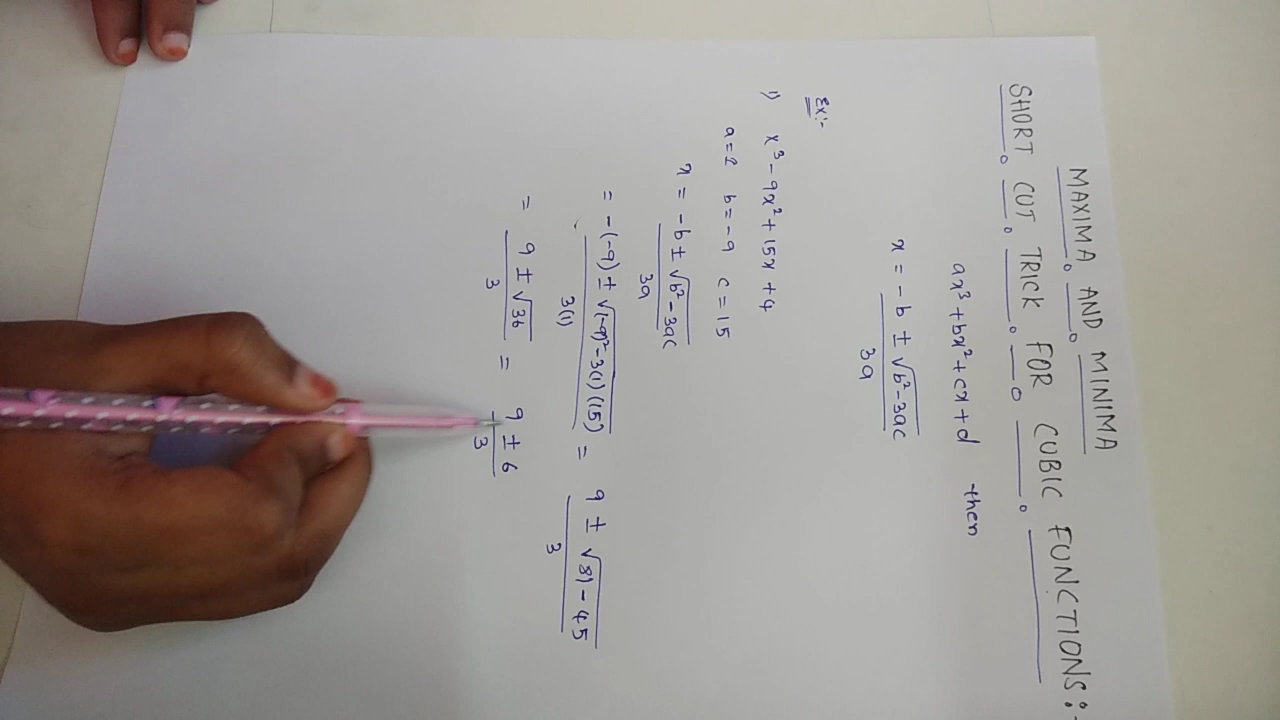 MAXIMA AND MINIMA
SHORT CUT TRICK FOR CUBIC FUNCTIONS:
ax³ + bx² + cx + d then
x = -b ± √b²-3ac / 3a
Ex:-
1) x³ - 9x² + 15x + 4
a=1 b=-9 c=15
x = -b ± √b²-3ac / 3a
= -(-9) ± √(-9)²-3(1)(15) / 3(1) = 9 ± √81-45 / 3
= 9 ± √36 / 3 = 9 ± 6 / 3